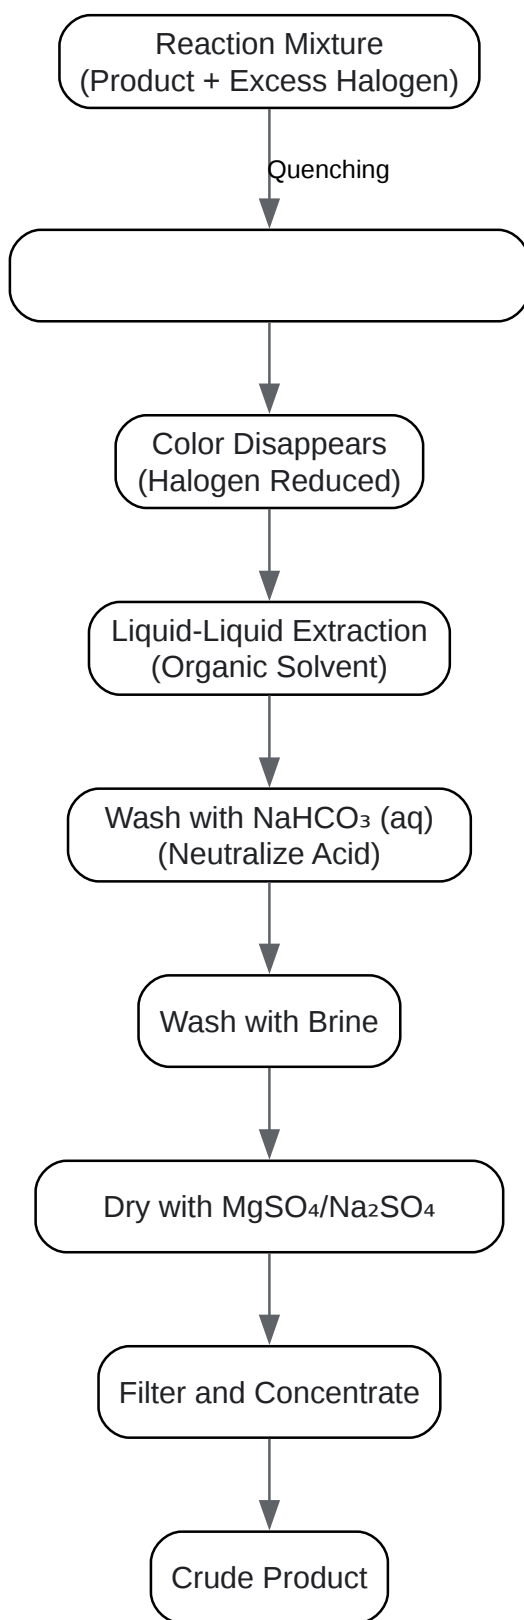 Reaction Mixture
(Product + Excess Halogen)
Quenching
Color Disappears
(Halogen Reduced)
Liquid-Liquid Extraction
(Organic Solvent)
Wash with NaHCO₃ (aq)
(Neutralize Acid)
Wash with Brine
Dry with MgSO₄/Na₂SO₄
Filter and Concentrate
Crude Product